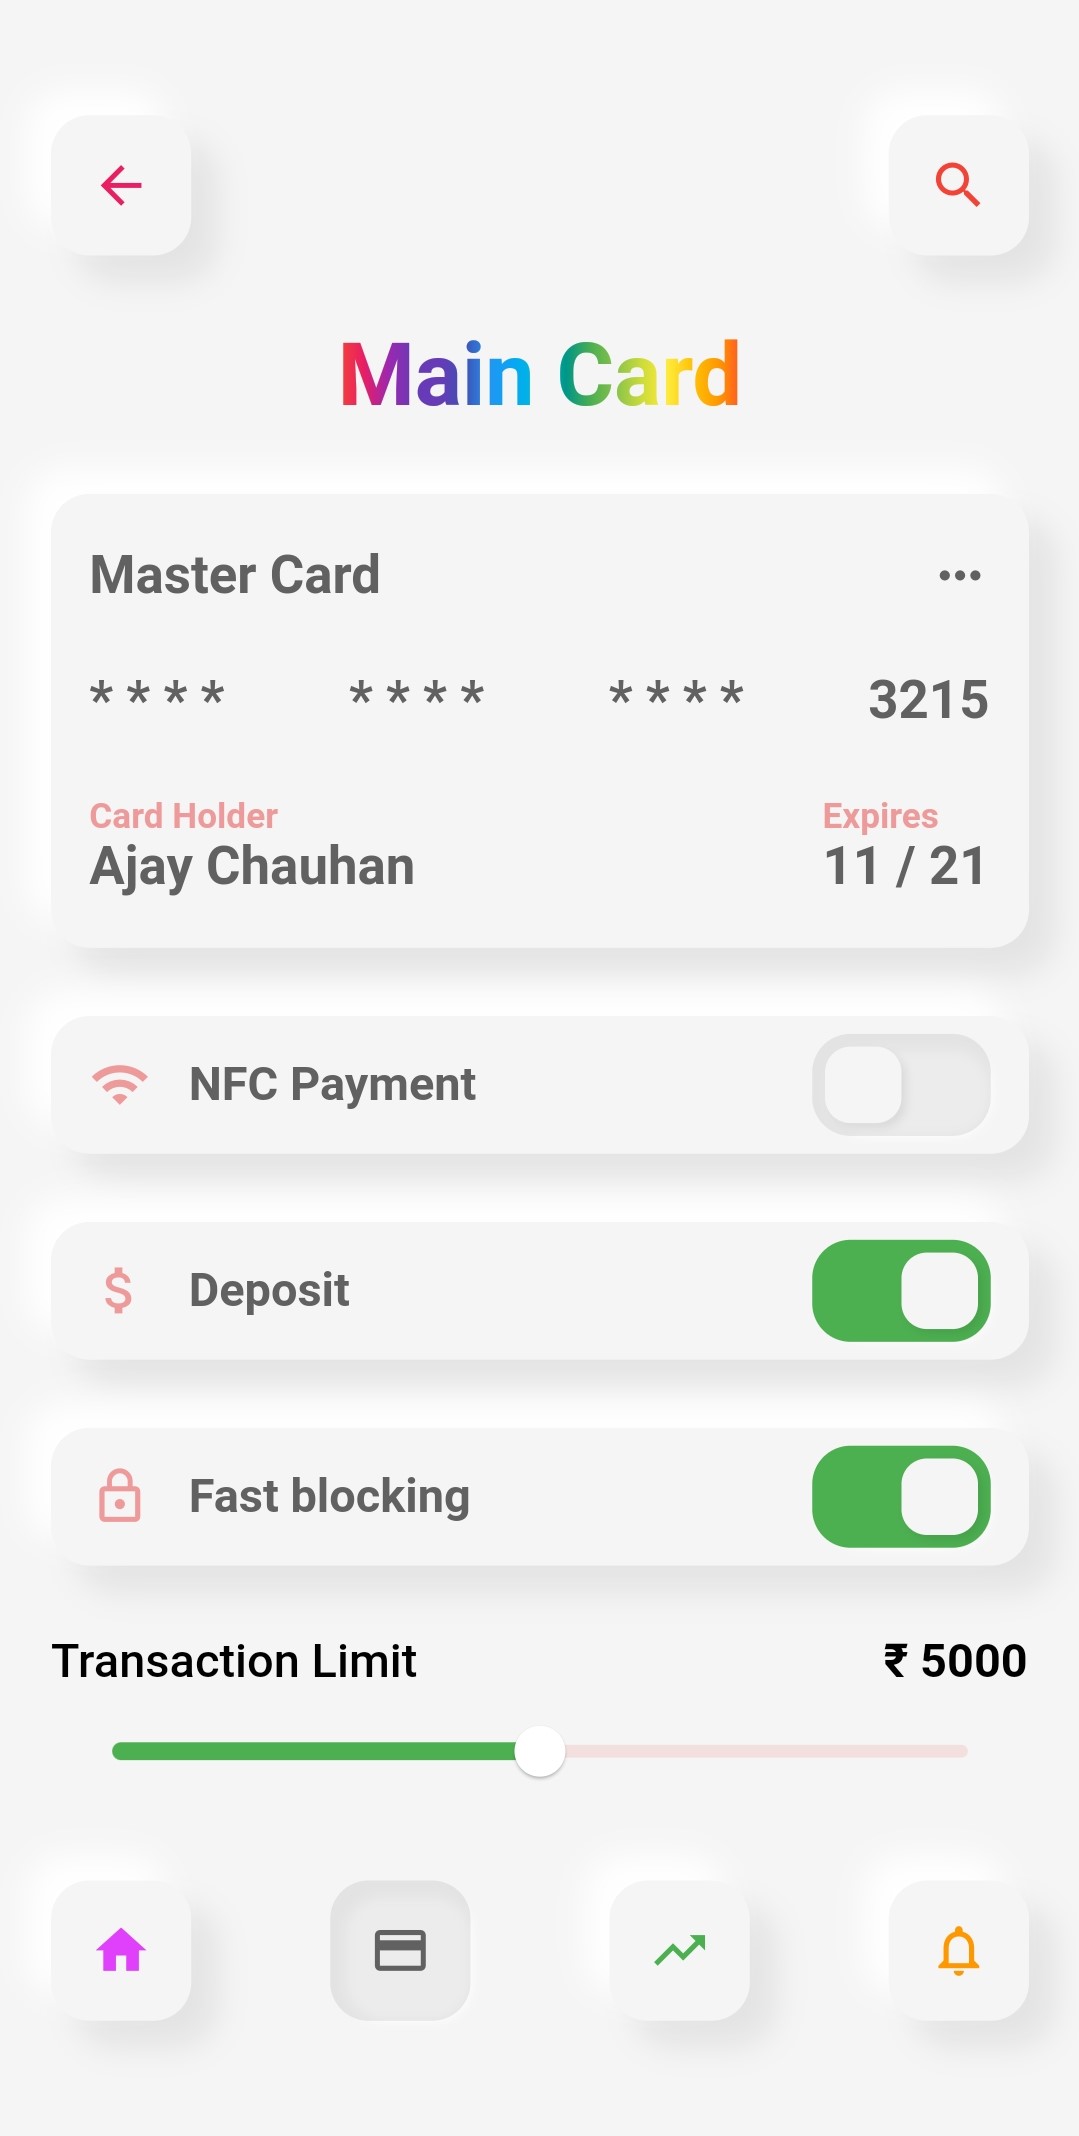 Main Card
Master Card
* * * * * * * * * * * * 3215
Card Holder Expires
Ajay Chauhan 11 / 21
NFC Payment
Deposit
Fast blocking
Transaction Limit ₹ 5000